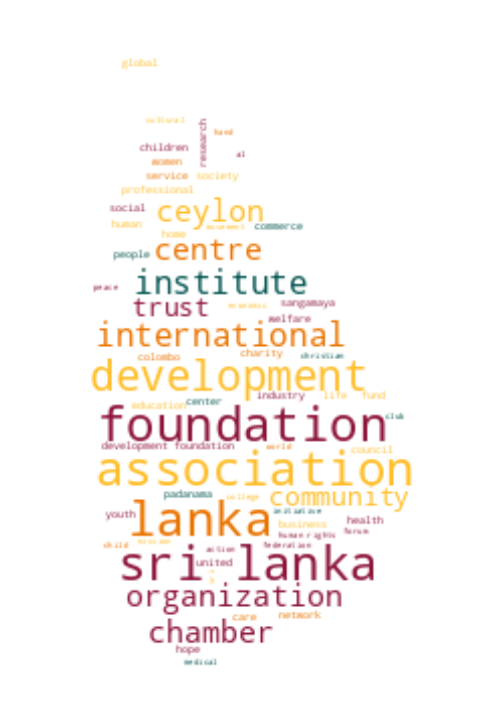 global
cultural
research
hand
children
al
women
service society
professional
social
ceylon
human
movement
commerce
home
people
centre
institute
peace
trust
economic
sangamaya
welfare
international
colombo
charity
christian
development
industry
life
fund
education
center
foundation
club
development foundation
world
council
association
padanama
college
community
initiative
youth
lanka
business
health
human rights
forum
child
mission
action
federation
sri lanka
united
organization
care
network
chamber
hope
medical